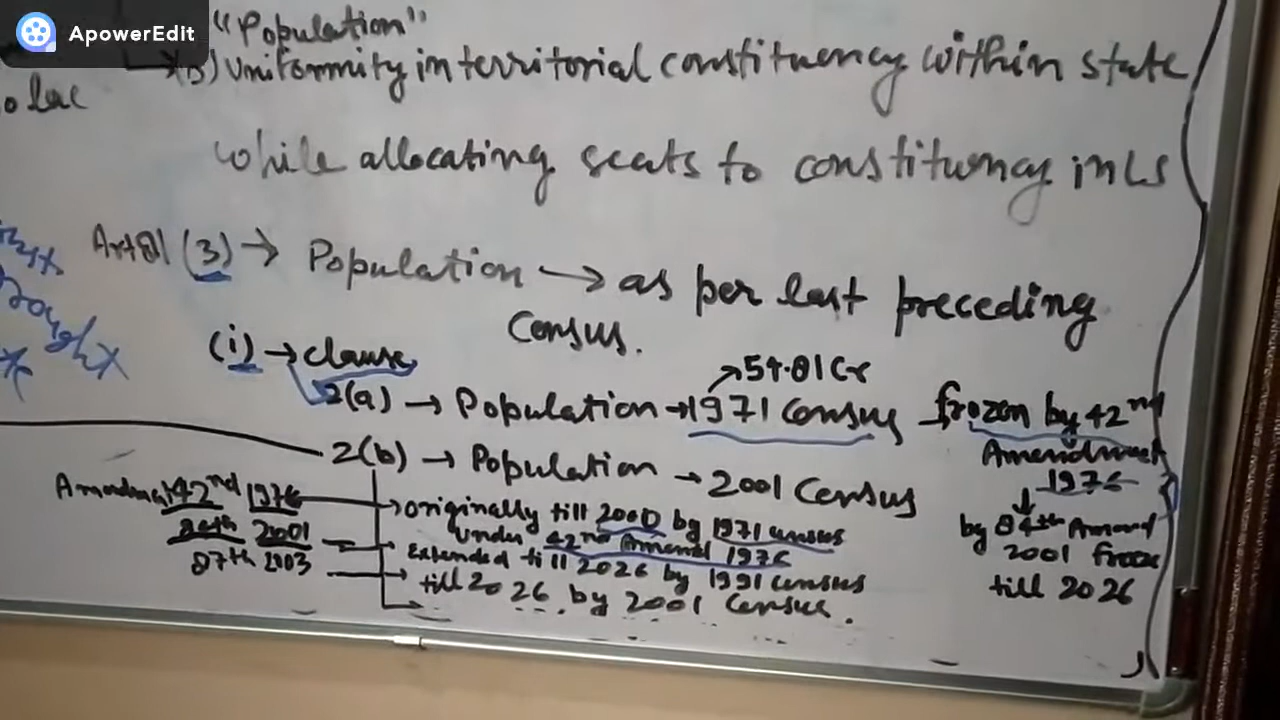 ApowerEdit
"Population"
(B) Uniformity in territorial constituency within state
o lac
while allocating seats to constituency in LS
Art 81 (3) → Population → as per last preceding
Census.
(i) → clause
2(a) → Population → 1971 Census → frozen by 42nd
→ 54.81 Cr
Amendment
1976
↓
by 84th Amend
2001 freeze
till 2026
2(b) → Population → 2001 Census
Amendment 42nd 1976 → originally till 2000 by 1971 census
under 42nd Amend 1976
84th 2001 → Extended till 2026 by 1991 census
87th 2003 → till 2026 by 2001 Census.